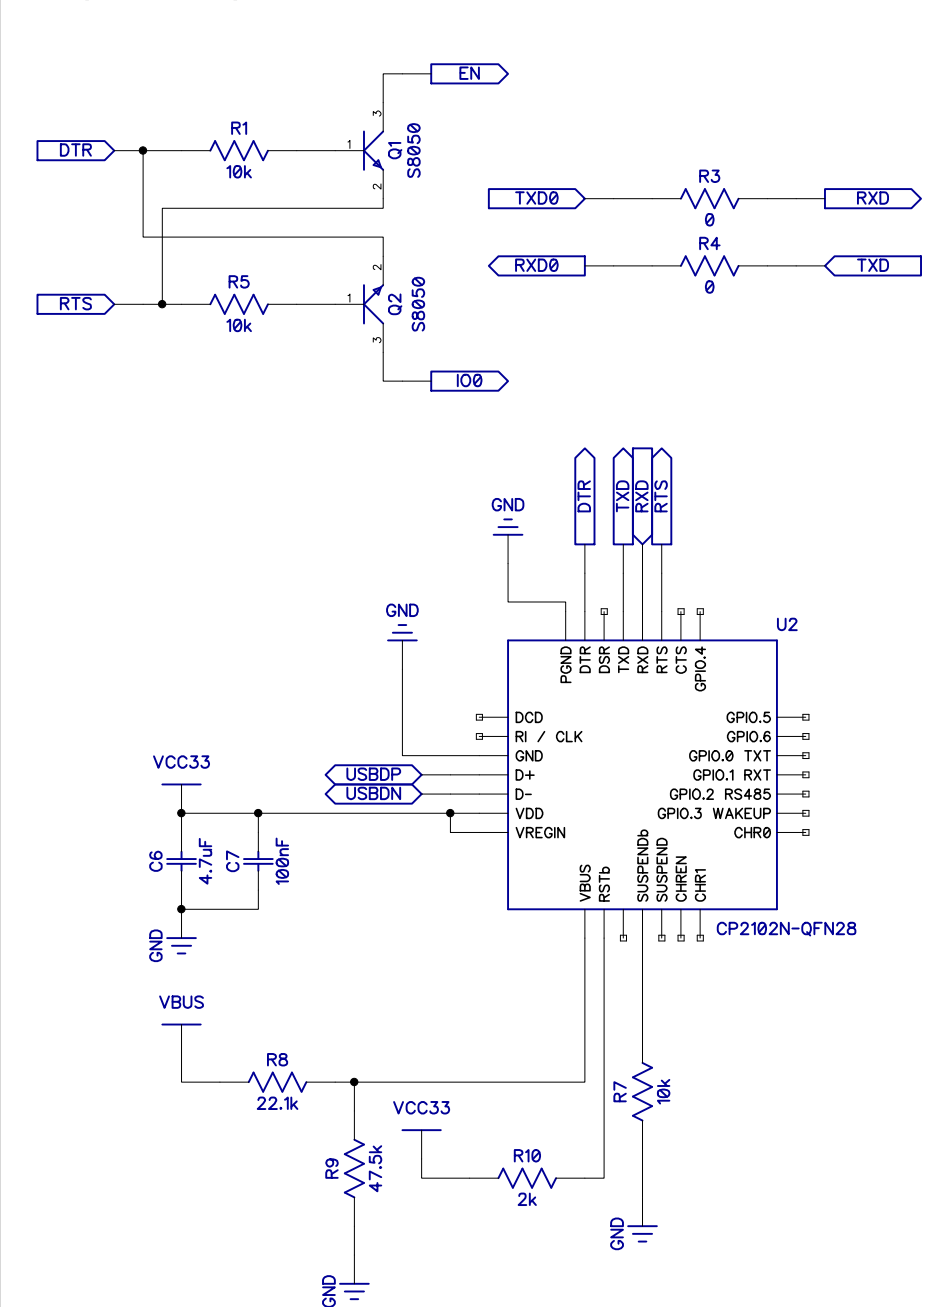 EN
3
R1
DTR
1
Q1
S8050
10k
2
R3
TXD0
RXD
0
R4
RXD0
TXD
0
2
R5
RTS
1
Q2
S8050
10k
3
IO0
DTR
TXD
RXD
RTS
GND
GND
U2
PGND
DTR
DSR
TXD
RXD
RTS
CTS
GPIO.4
DCD
GPIO.5
RI / CLK
GPIO.6
GND
GPIO.0 TXT
VCC33
USBDP
D+
GPIO.1 RXT
USBDN
D-
GPIO.2 RS485
VDD
GPIO.3 WAKEUP
VREGIN
CHR0
C6
4.7uF
C7
100nF
VBUS
RSTb
SUSPENDb
SUSPEND
CHREN
CHR1
CP2102N-QFN28
GND
VBUS
R8
22.1k
R7
10k
VCC33
R9
47.5k
R10
2k
GND
GND